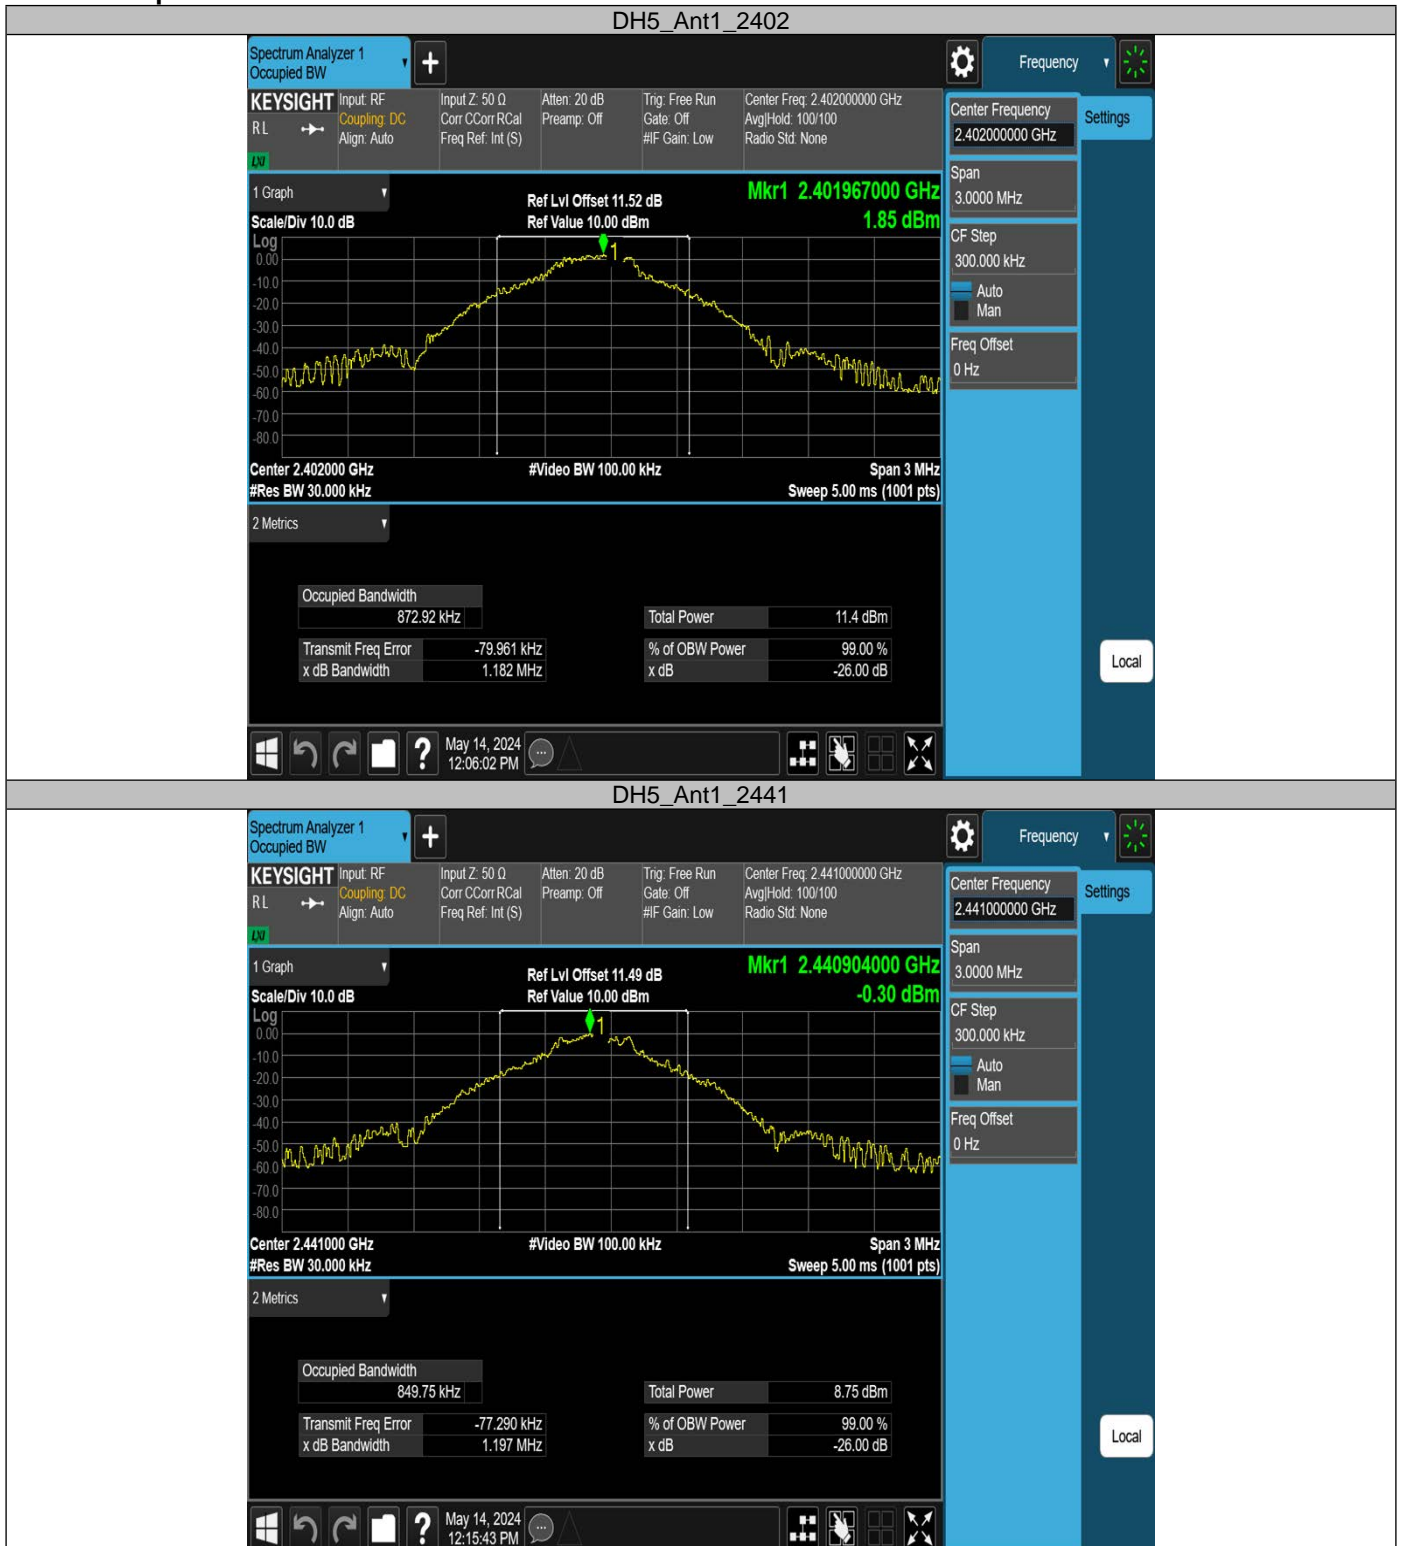 DH5_Ant1_2402
Spectrum Analyzer 1
Occupied BW
+
Frequency
KEYSIGHT
RL
LXI
Input: RF
Coupling: DC
Align: Auto
Input Z: 50 Ω
Corr CCorr RCal
Freq Ref: Int (S)
Atten: 20 dB
Preamp: Off
Trig: Free Run
Gate: Off
#IF Gain: Low
Center Freq: 2.402000000 GHz
Avg|Hold: 100/100
Radio Std: None
Center Frequency
2.402000000 GHz
Settings
Span
3.0000 MHz
CF Step
300.000 kHz
Auto
Man
Freq Offset
0 Hz
Local
1 Graph
Scale/Div 10.0 dB
Ref Lvl Offset 11.52 dB
Ref Value 10.00 dBm
Mkr1 2.401967000 GHz
1.85 dBm
Log
1
0.00
-10.0
-20.0
-30.0
-40.0
-50.0
-60.0
-70.0
-80.0
Center 2.402000 GHz
#Video BW 100.00 kHz
Span 3 MHz
#Res BW 30.000 kHz
Sweep 5.00 ms (1001 pts)
2 Metrics
Occupied Bandwidth
872.92 kHz
Total Power 11.4 dBm
Transmit Freq Error -79.961 kHz
% of OBW Power 99.00 %
x dB Bandwidth 1.182 MHz
x dB -26.00 dB
?
May 14, 2024
12:06:02 PM
DH5_Ant1_2441
Spectrum Analyzer 1
Occupied BW
+
Frequency
KEYSIGHT
RL
LXI
Input: RF
Coupling: DC
Align: Auto
Input Z: 50 Ω
Corr CCorr RCal
Freq Ref: Int (S)
Atten: 20 dB
Preamp: Off
Trig: Free Run
Gate: Off
#IF Gain: Low
Center Freq: 2.441000000 GHz
Avg|Hold: 100/100
Radio Std: None
Center Frequency
2.441000000 GHz
Settings
Span
3.0000 MHz
CF Step
300.000 kHz
Auto
Man
Freq Offset
0 Hz
Local
1 Graph
Scale/Div 10.0 dB
Ref Lvl Offset 11.49 dB
Ref Value 10.00 dBm
Mkr1 2.440904000 GHz
-0.30 dBm
Log
1
0.00
-10.0
-20.0
-30.0
-40.0
-50.0
-60.0
-70.0
-80.0
Center 2.441000 GHz
#Video BW 100.00 kHz
Span 3 MHz
#Res BW 30.000 kHz
Sweep 5.00 ms (1001 pts)
2 Metrics
Occupied Bandwidth
849.75 kHz
Total Power 8.75 dBm
Transmit Freq Error -77.290 kHz
% of OBW Power 99.00 %
x dB Bandwidth 1.197 MHz
x dB -26.00 dB
?
May 14, 2024
12:15:43 PM